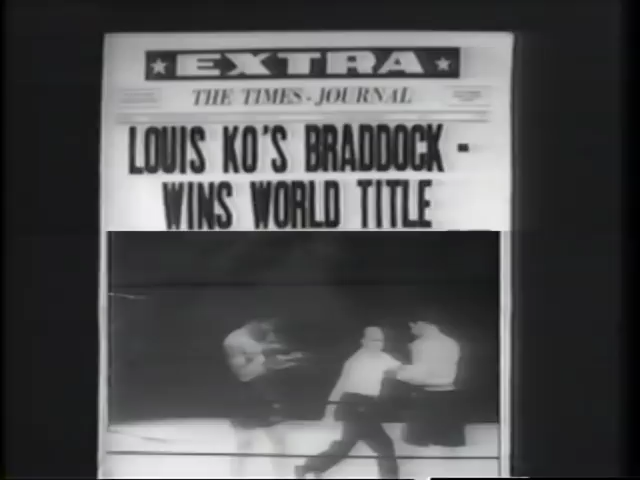 EXTRA
THE TIMES-JOURNAL
LOUIS KO'S BRADDOCK -
WINS WORLD TITLE